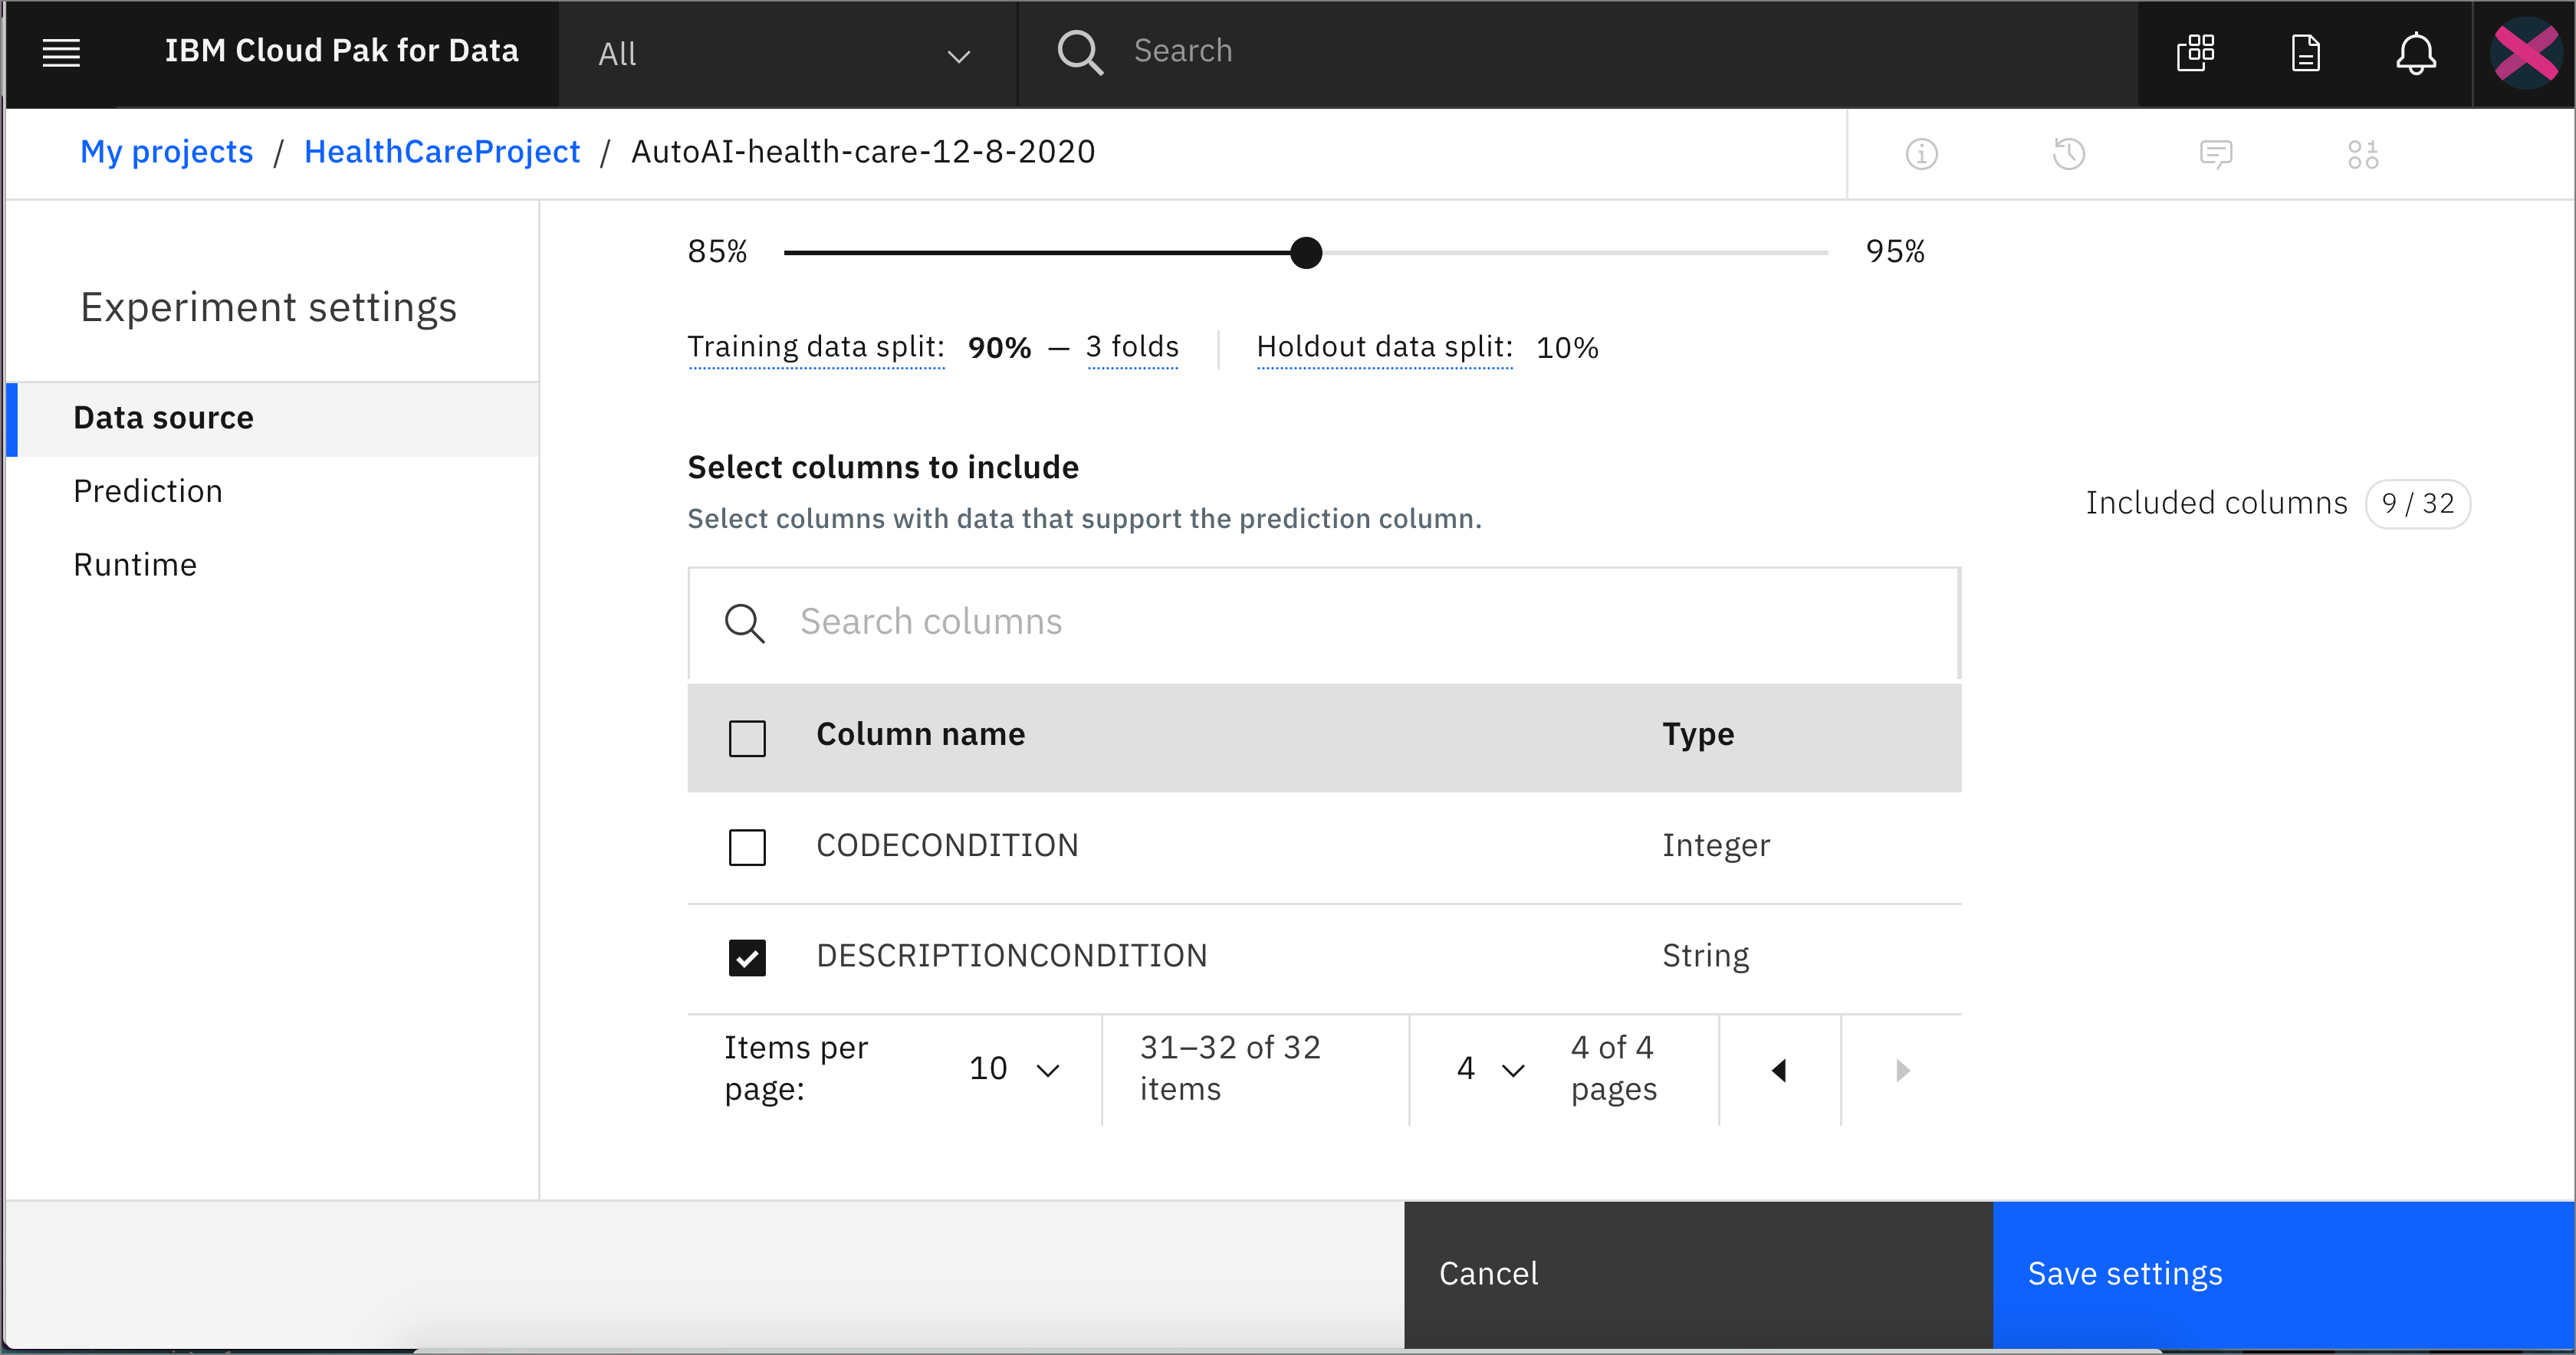 IBM Cloud Pak for Data
All
Search
My projects / HealthCareProject / AutoAI-health-care-12-8-2020
Experiment settings
Data source
Prediction
Runtime
85%
95%
Training data split: 90% — 3 folds
Holdout data split: 10%
Select columns to include
Select columns with data that support the prediction column.
Included columns 9 / 32
Search columns
Column name Type
CODECONDITION Integer
DESCRIPTIONCONDITION String
Items per
page:
10
31–32 of 32
items
4
4 of 4
pages
Cancel
Save settings